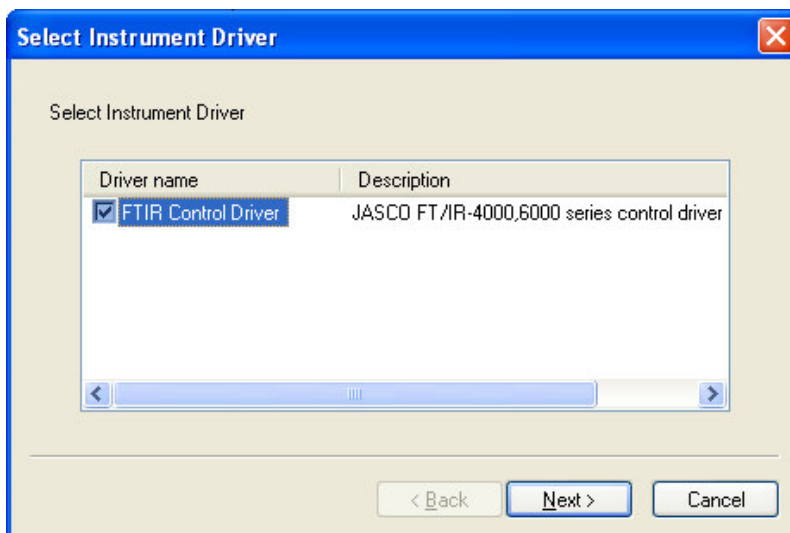 Select Instrument Driver
Select Instrument Driver
Driver name Description
FTIR Control Driver JASCO FT/IR-4000,6000 series control driver
< Back Next > Cancel